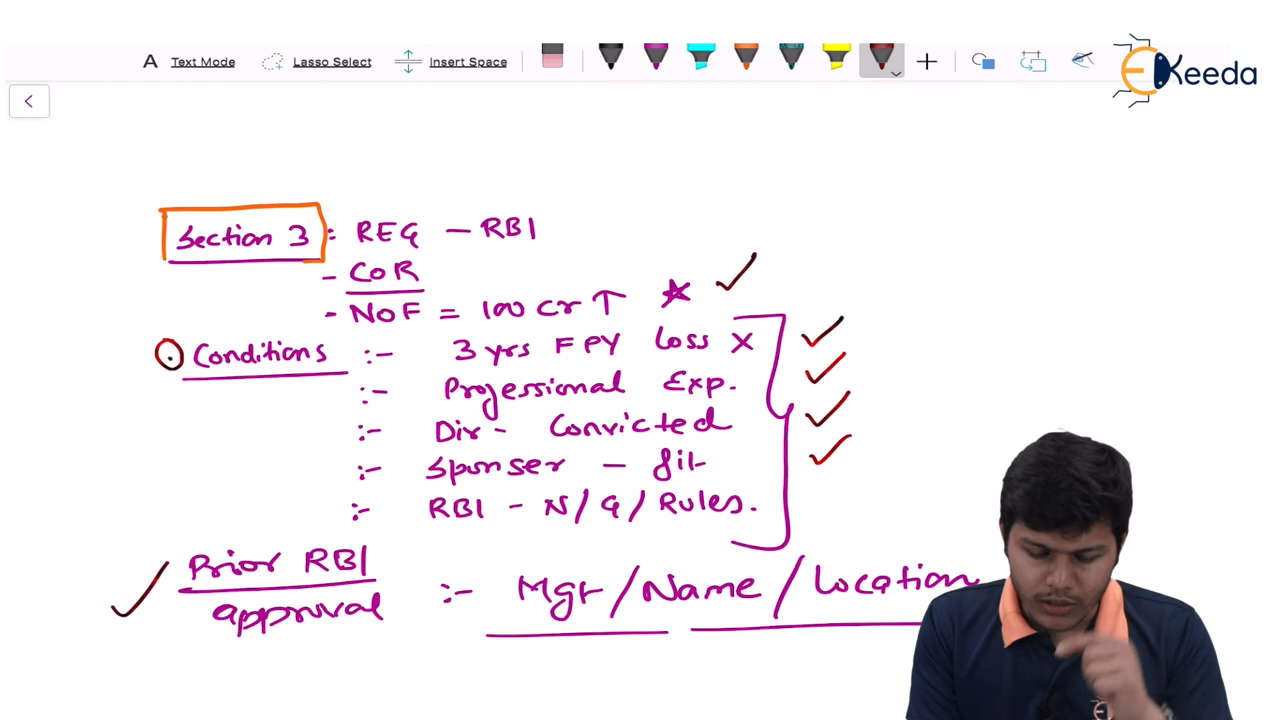 Text Mode
Lasso Select
Insert Space
Keeda
Section 3 : REG - RBI
- COR
- NOF = 100 Cr ↑
Conditions :- 3 yrs FPY Loss X
:- Professional Exp.
:- Dir- Convicted
:- Sponser - fit
:- RBI - N/G/Rules.
Prior RBI approval :- Mgt/Name/Location